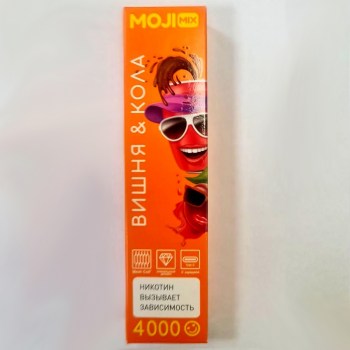 MOJI MIX
ВИШНЯ & КОЛА
НИКОТИН
ВЫЗЫВАЕТ
ЗАВИСИМОСТЬ
4000